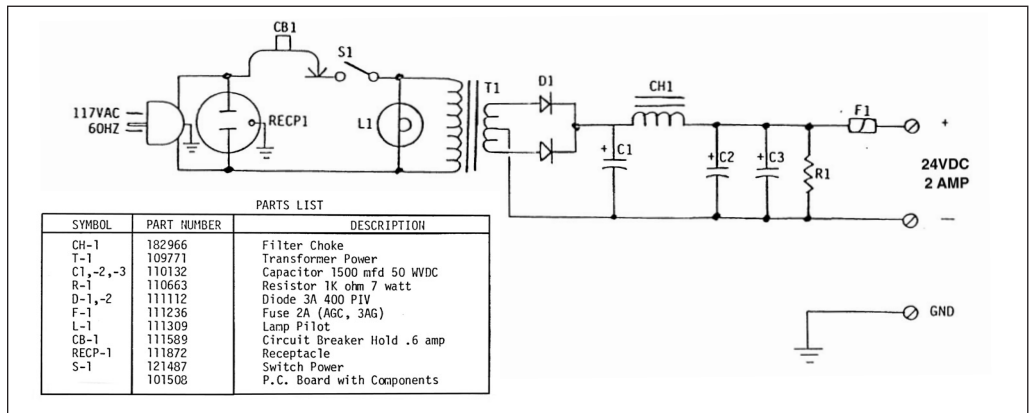 CB1
S1
T1
D1
CH1
F1
+
117VAC
60HZ
RECP1
L1
+ C1
+ C2
+ C3
R1
24VDC
2 AMP
—
GND
PARTS LIST
SYMBOL PART NUMBER DESCRIPTION
CH-1 182966 Filter Choke
T-1 109771 Transformer Power
C1,-2,-3 110132 Capacitor 1500 mfd 50 WVDC
R-1 110663 Resistor 1K ohm 7 watt
D-1,-2 111112 Diode 3A 400 PIV
F-1 111236 Fuse 2A (AGC, 3AG)
L-1 111309 Lamp Pilot
CB-1 111589 Circuit Breaker Hold .6 amp
RECP-1 111872 Receptacle
S-1 121487 Switch Power
101508 P.C. Board with Components